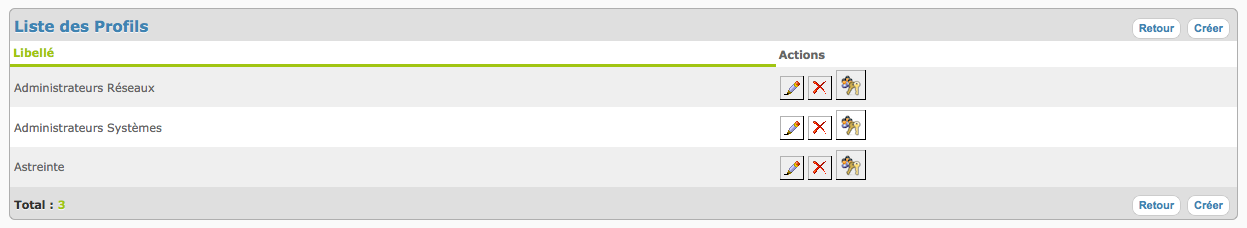 Liste des Profils
Retour Créer
Libellé Actions
Administrateurs Réseaux
Administrateurs Systèmes
Astreinte
Total : 3
Retour Créer